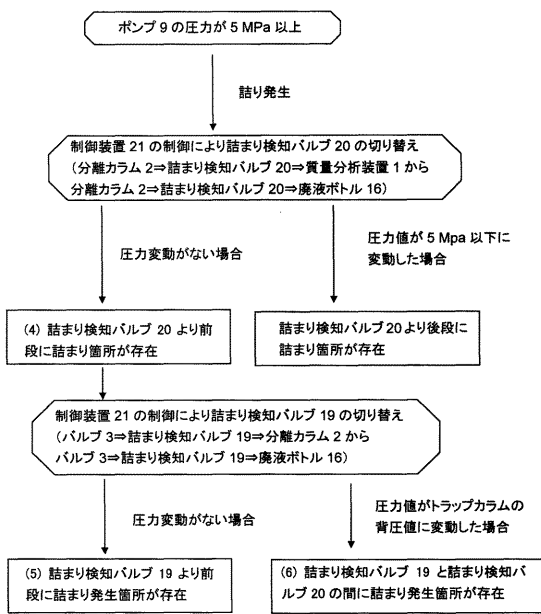 ポンプ 9 の圧力が 5 MPa 以上
詰り発生
制御装置 21 の制御により詰まり検知バルブ 20 の切り替え
(分離カラム 2⇒詰まり検知バルブ 20⇒質量分析装置 1 から
分離カラム 2⇒詰まり検知バルブ 20⇒廃液ボトル 16)
圧力変動がない場合
圧力値が 5 Mpa 以下に
変動した場合
(4) 詰まり検知バルブ 20 より前
段に詰まり箇所が存在
詰まり検知バルブ 20 より後段に
詰まり箇所が存在
制御装置 21 の制御により詰まり検知バルブ 19 の切り替え
(バルブ 3⇒詰まり検知バルブ 19⇒分離カラム 2 から
バルブ 3⇒詰まり検知バルブ 19⇒廃液ボトル 16)
圧力変動がない場合
圧力値がトラップカラムの
背圧値に変動した場合
(5) 詰まり検知バルブ 19 より前
段に詰まり発生箇所が存在
(6) 詰まり検知バルブ 19 と詰まり検知バ
ルブ 20 の間に詰まり発生箇所が存在